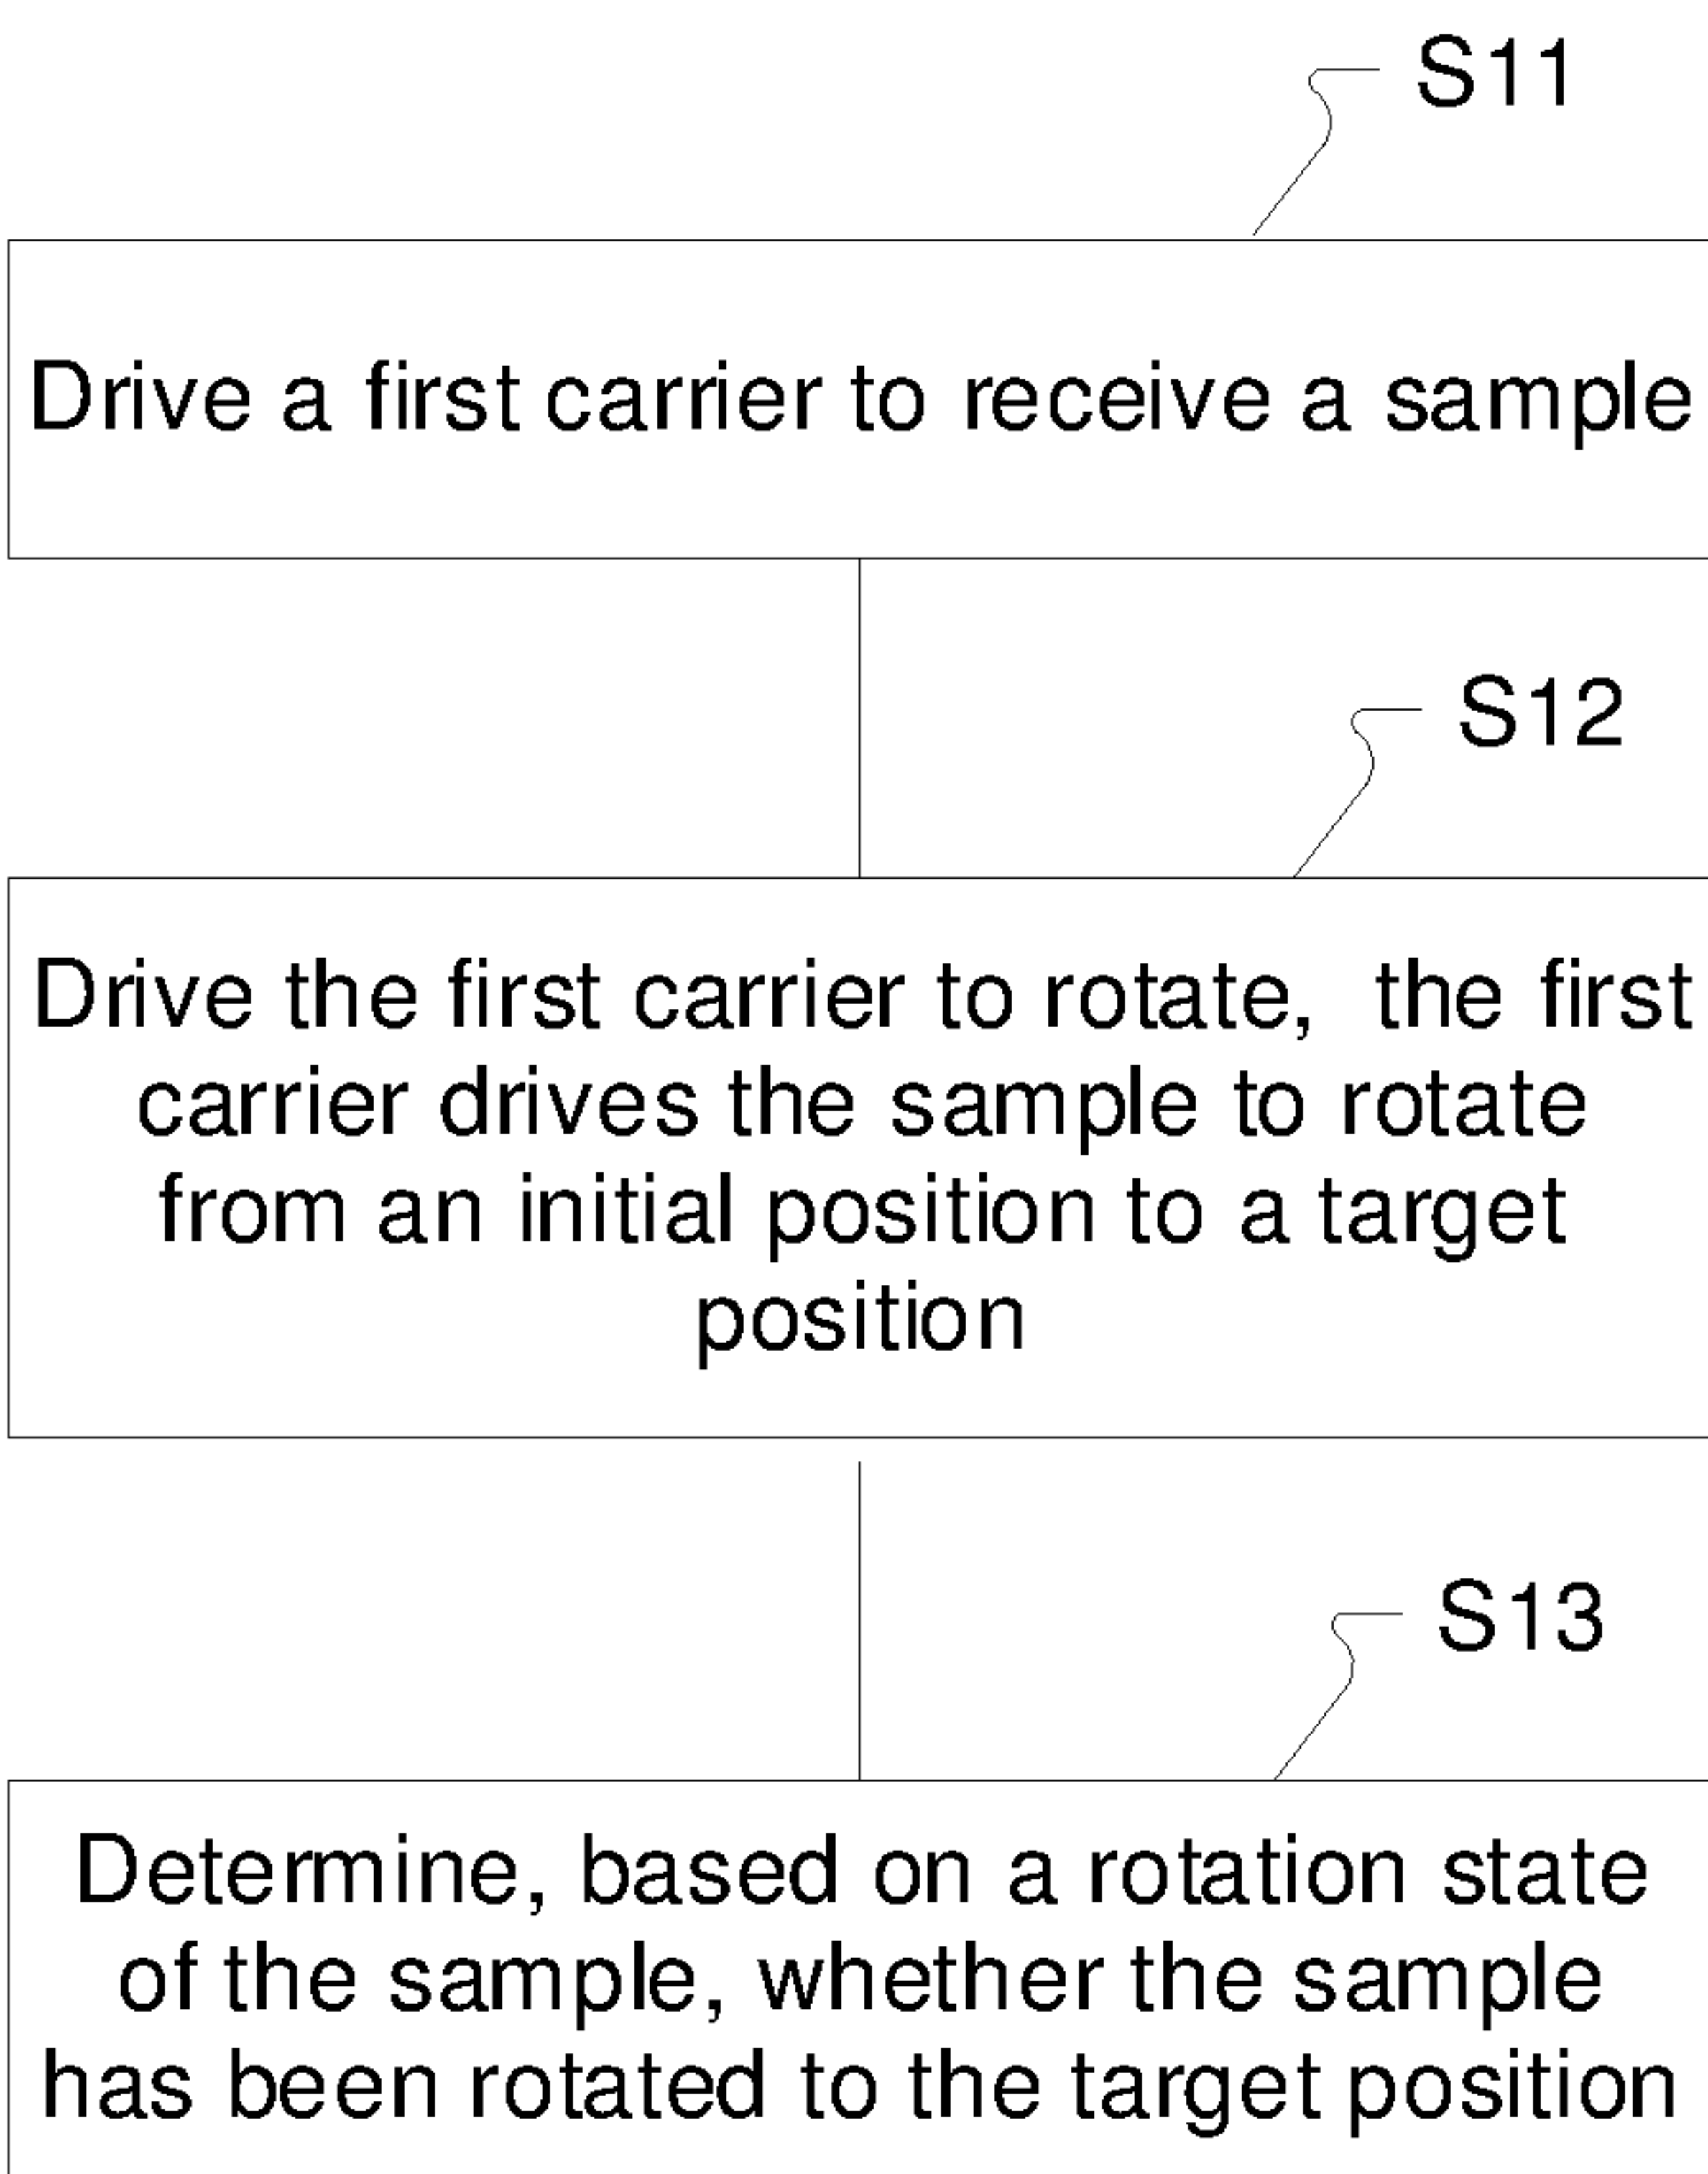 S11
Drive a first carrier to receive a sample
S12
Drive the first carrier to rotate, the first
carrier drives the sample to rotate
from an initial position to a target
position
S13
Determine, based on a rotation state
of the sample, whether the sample
has been rotated to the target position